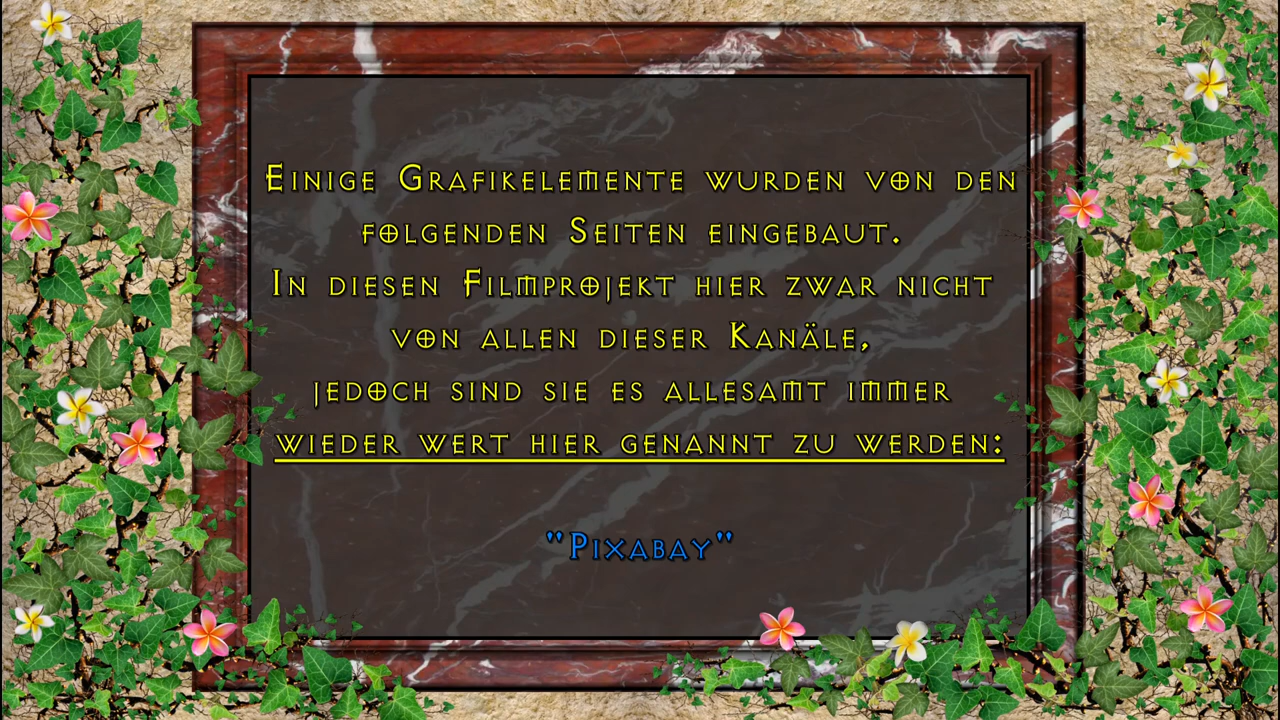 Einige Grafikelemente wurden von den
folgenden Seiten eingebaut.
In diesen Filmprojekt hier zwar nicht
von allen dieser Kanäle,
jedoch sind sie es allesamt immer
wieder wert hier genannt zu werden:
"Pixabay"